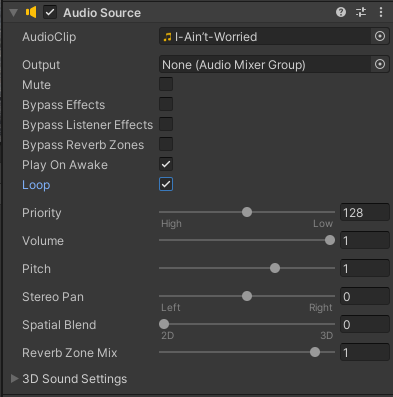 Audio Source
AudioClip I-Ain't-Worried
Output None (Audio Mixer Group)
Mute
Bypass Effects
Bypass Listener Effects
Bypass Reverb Zones
Play On Awake
Loop
Priority 128
High Low
Volume 1
Pitch 1
Stereo Pan 0
Left Right
Spatial Blend 0
2D 3D
Reverb Zone Mix 1
3D Sound Settings